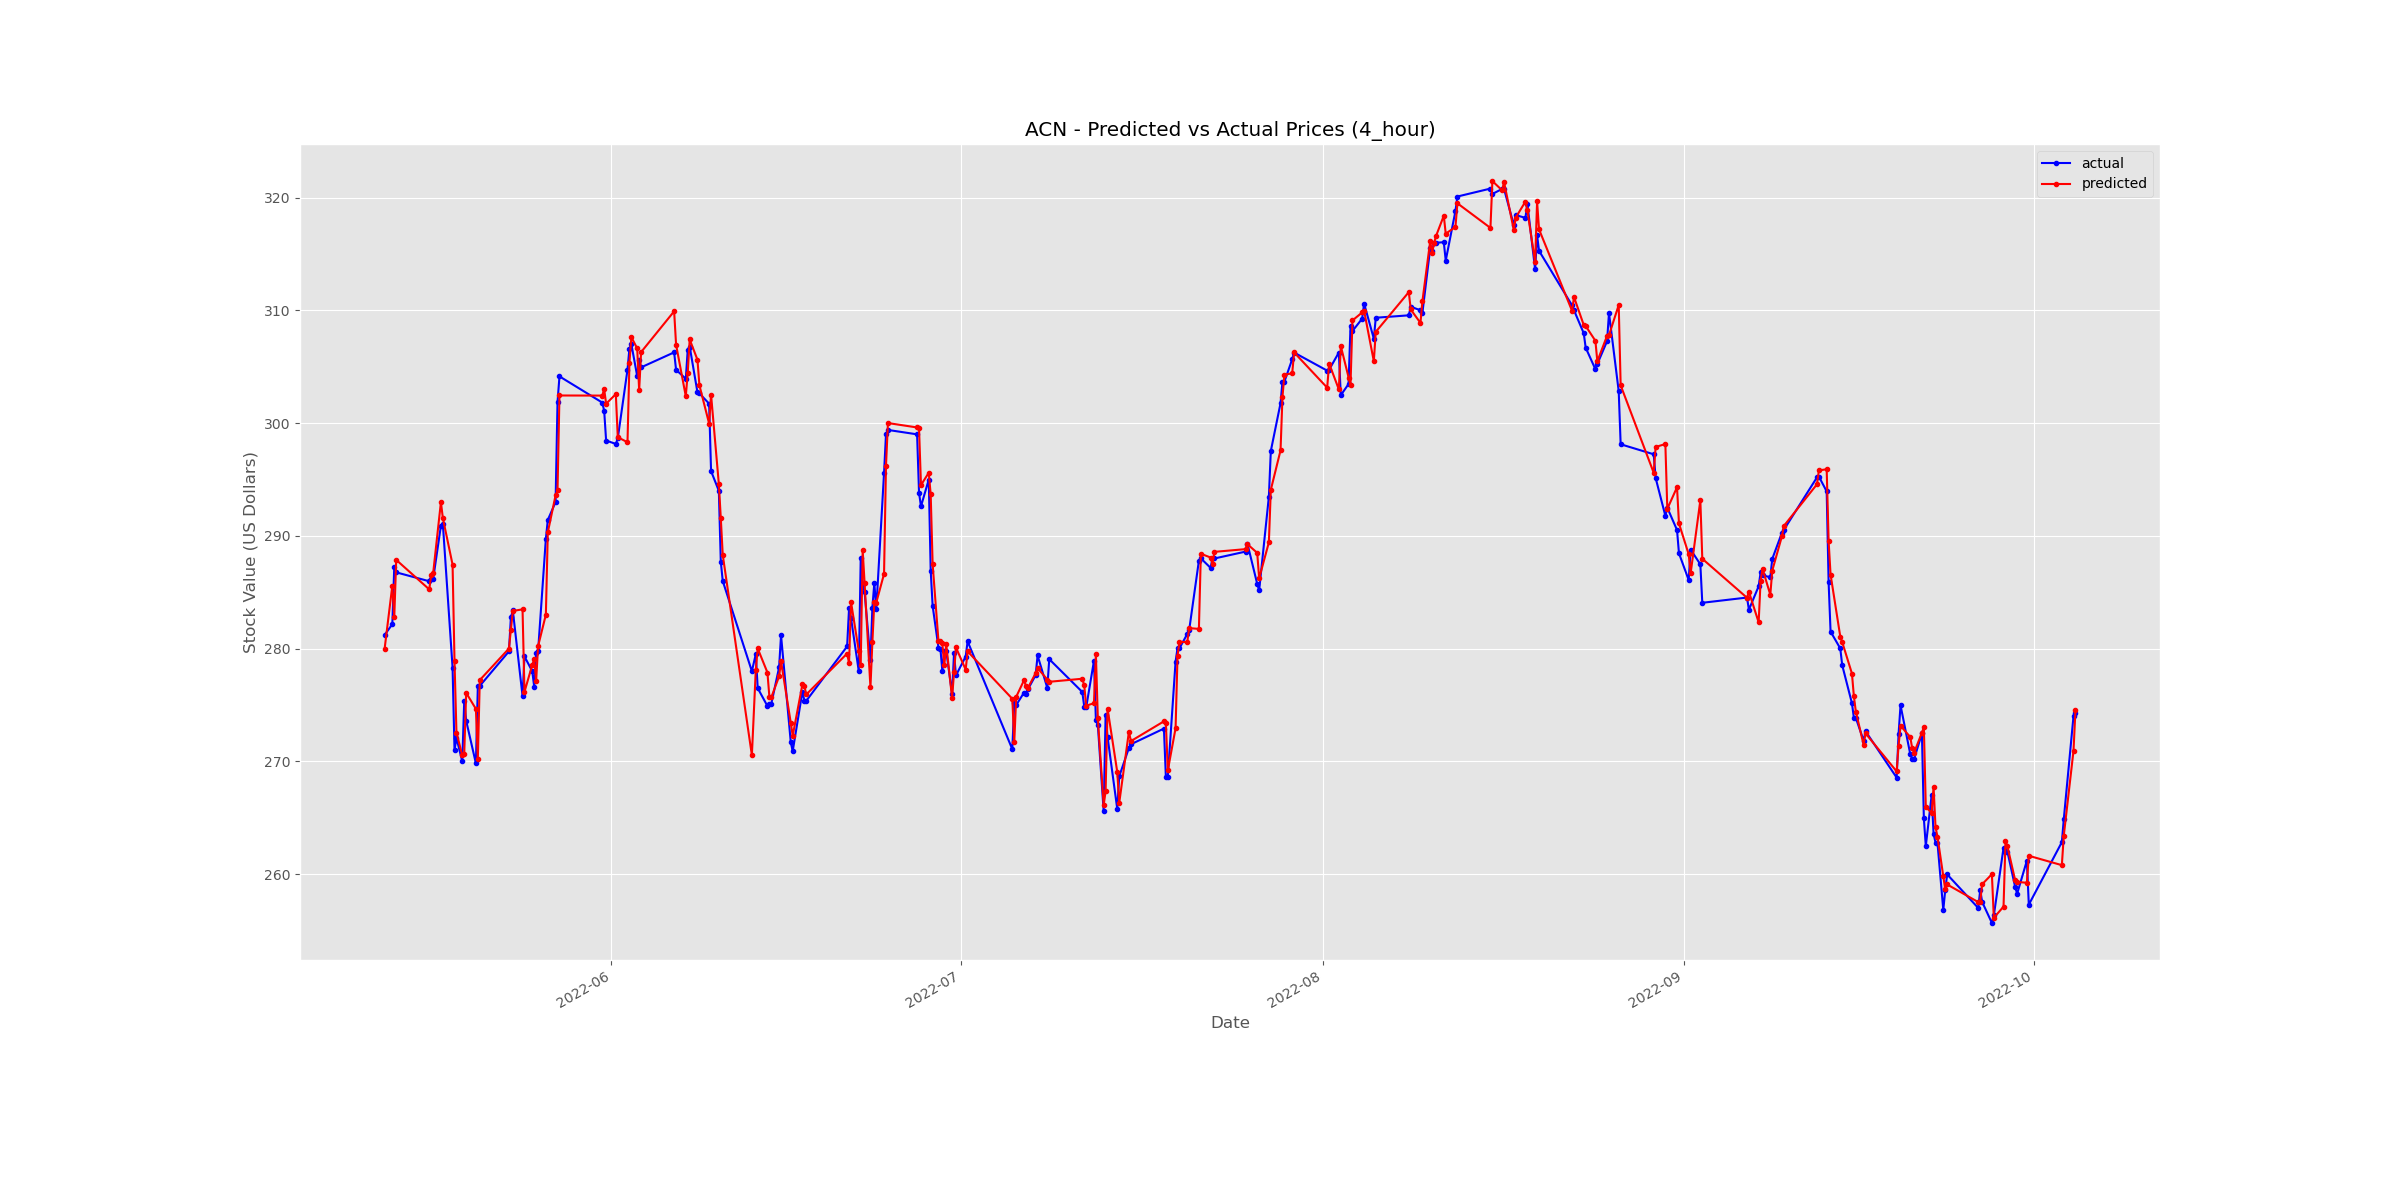 ACN - Predicted vs Actual Prices (4_hour)
actual
predicted
Stock Value (US Dollars)
320
310
300
290
280
270
260
2022-06
2022-07
2022-08
2022-09
2022-10
Date